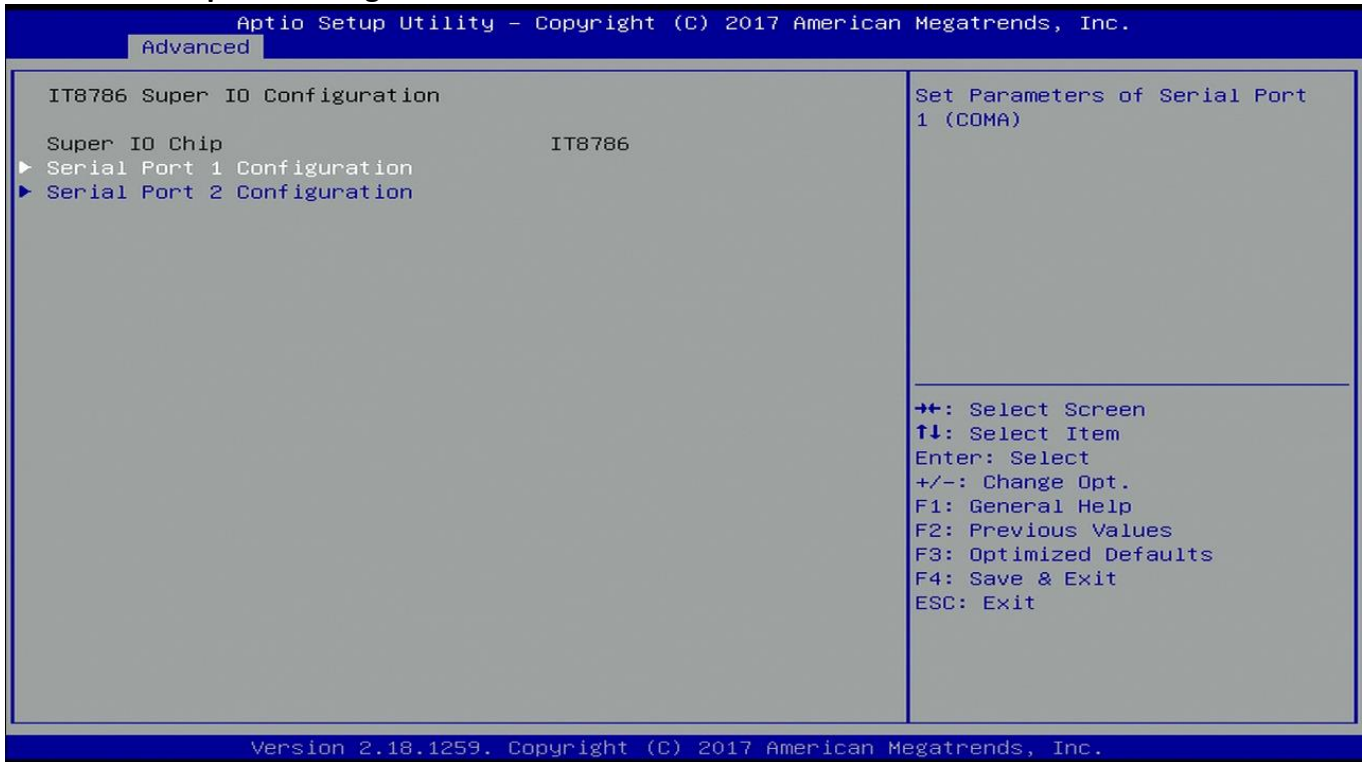 Aptio Setup Utility – Copyright (C) 2017 American Megatrends, Inc.
Advanced
IT8786 Super IO Configuration
Super IO Chip IT8786
▶ Serial Port 1 Configuration
▶ Serial Port 2 Configuration
Set Parameters of Serial Port
1 (COMA)
→←: Select Screen
↑↓: Select Item
Enter: Select
+/-: Change Opt.
F1: General Help
F2: Previous Values
F3: Optimized Defaults
F4: Save & Exit
ESC: Exit
Version 2.18.1259. Copyright (C) 2017 American Megatrends, Inc.